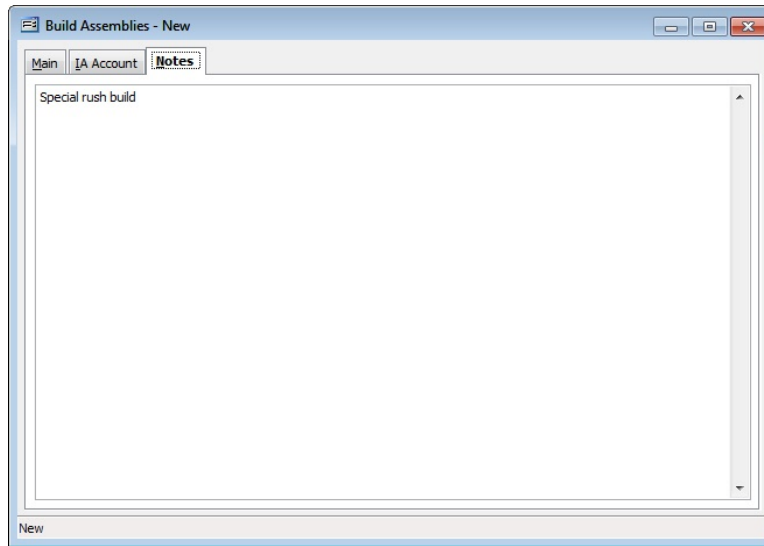 Build Assemblies - New
Main IA Account Notes
Special rush build
New